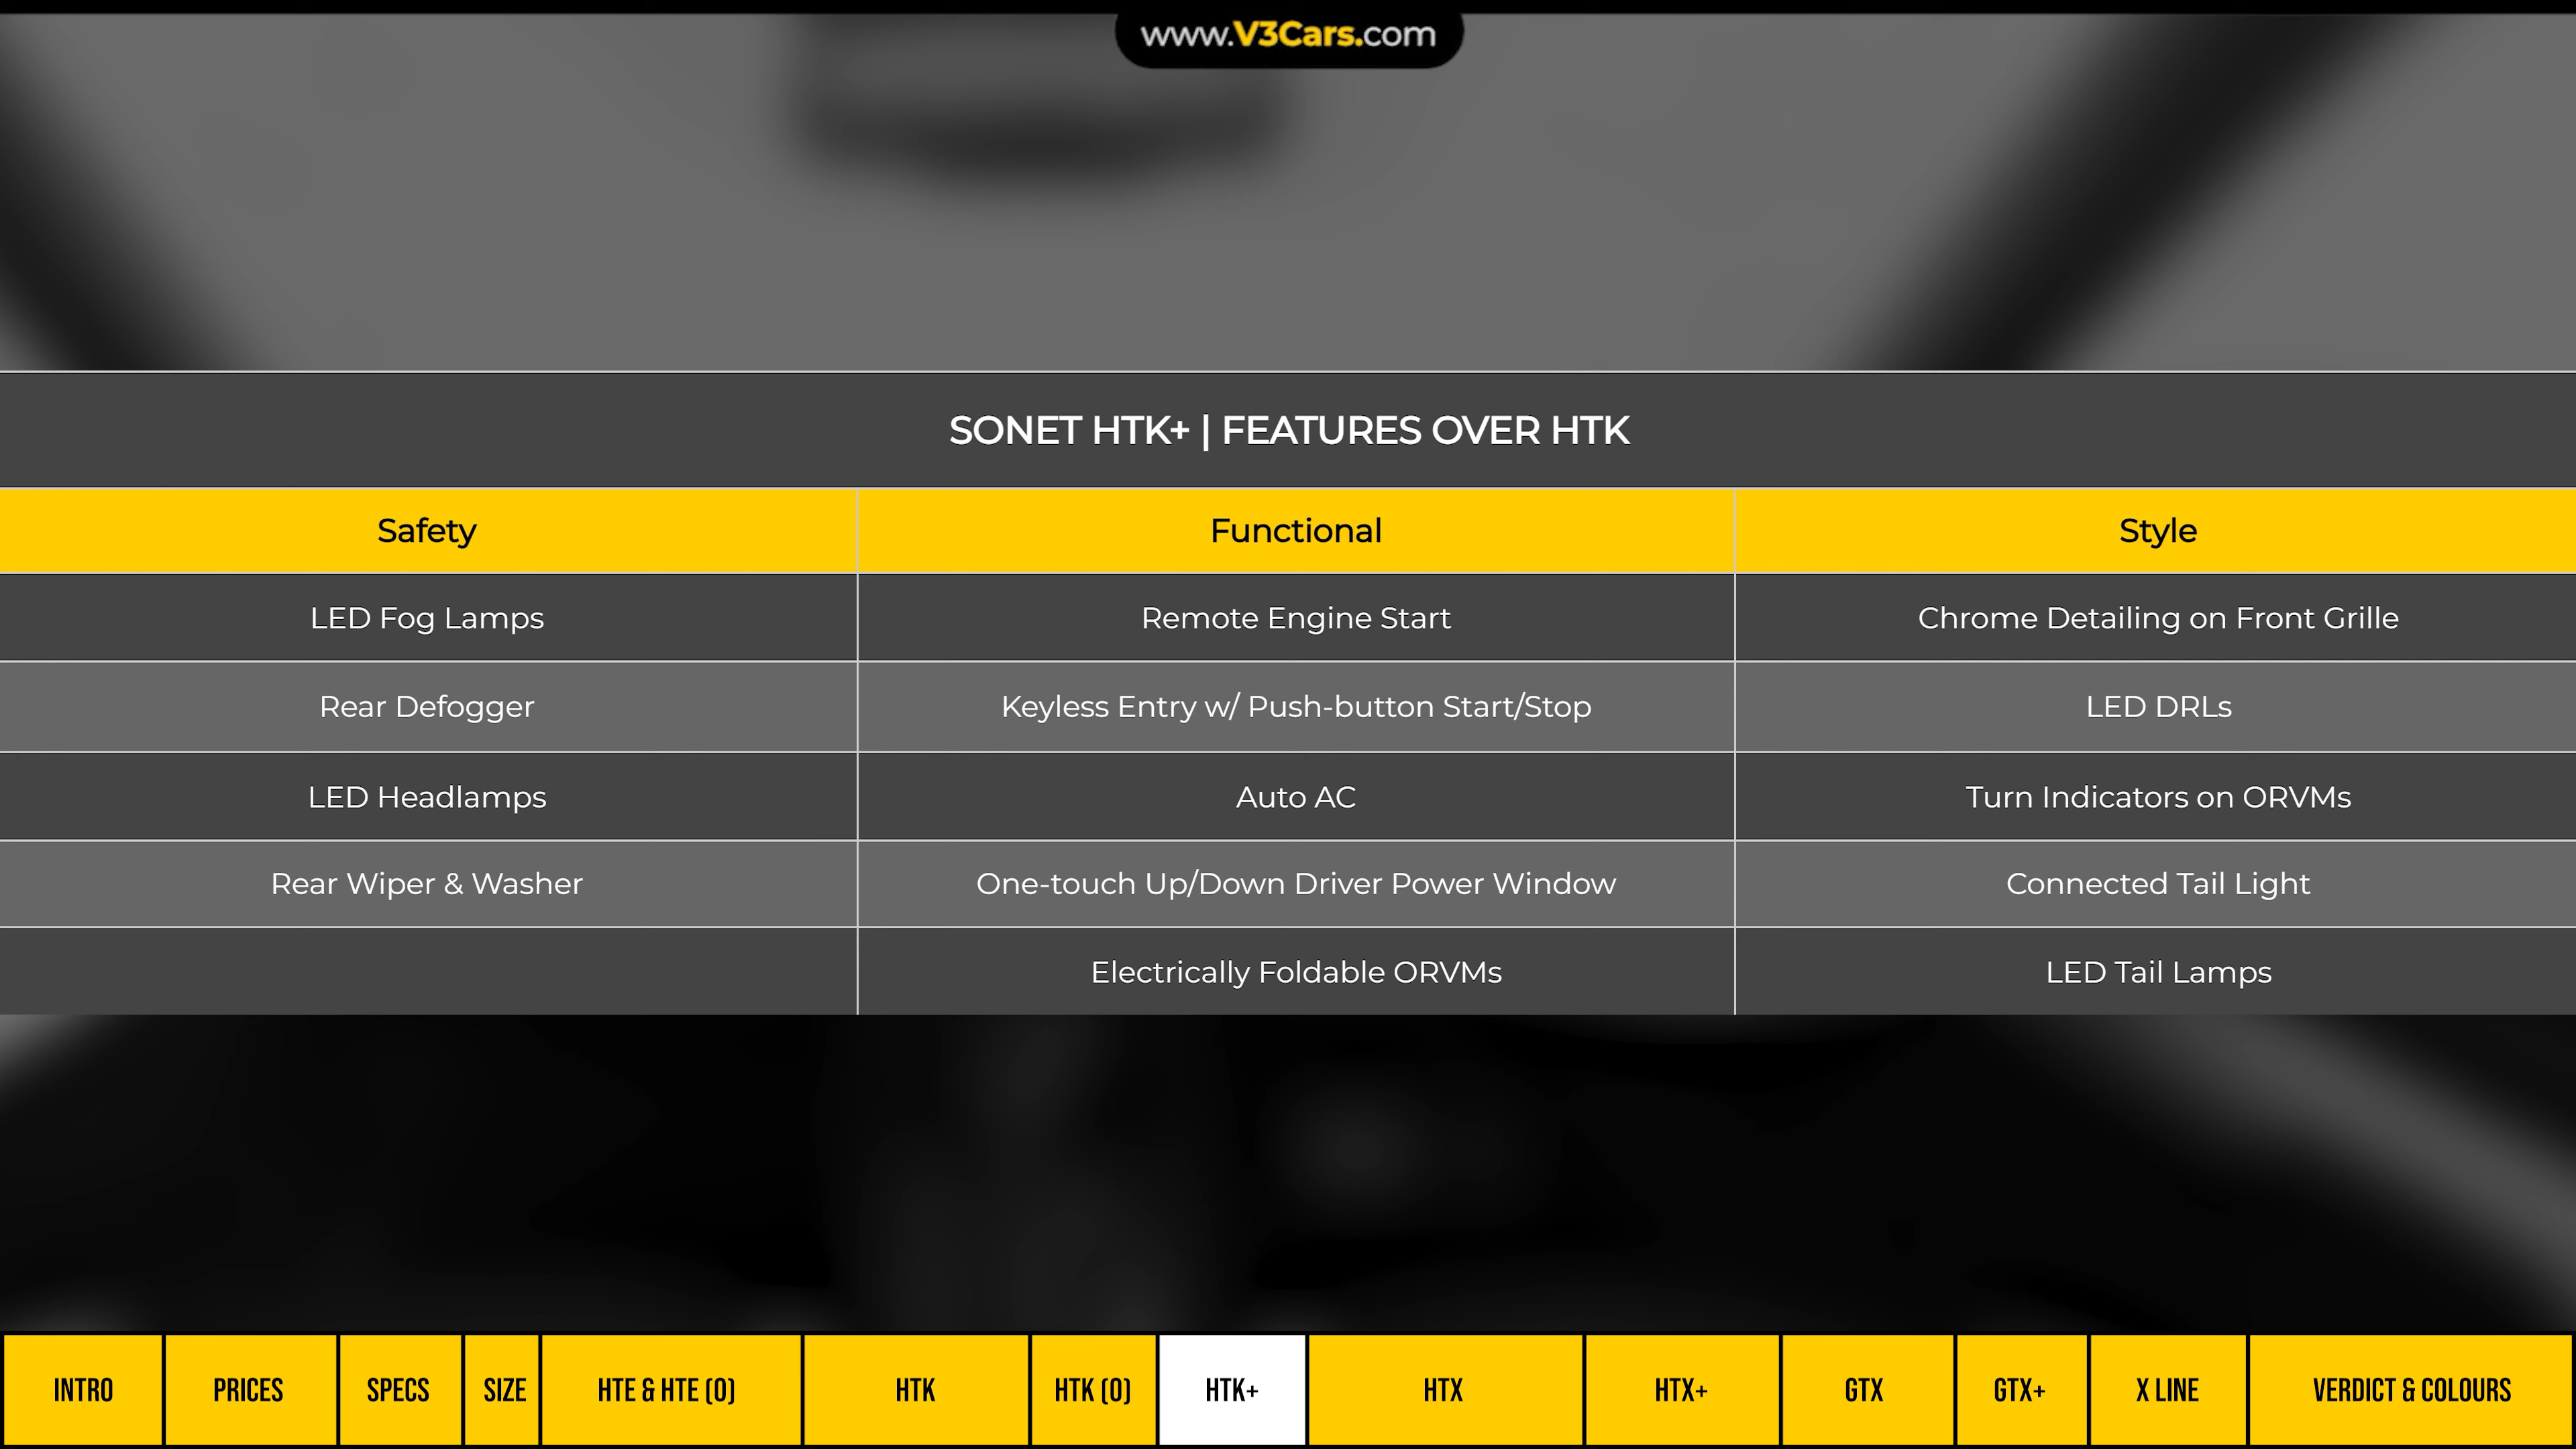 www.V3Cars.com
SONET HTK+ | FEATURES OVER HTK
Safety Functional Style
LED Fog Lamps Remote Engine Start Chrome Detailing on Front Grille
Rear Defogger Keyless Entry w/ Push-button Start/Stop LED DRLs
LED Headlamps Auto AC Turn Indicators on ORVMs
Rear Wiper & Washer One-touch Up/Down Driver Power Window Connected Tail Light
Electrically Foldable ORVMs LED Tail Lamps
INTRO PRICES SPECS SIZE HTE & HTE (O) HTK HTK (O) HTK+ HTX HTX+ GTX GTX+ X LINE VERDICT & COLOURS